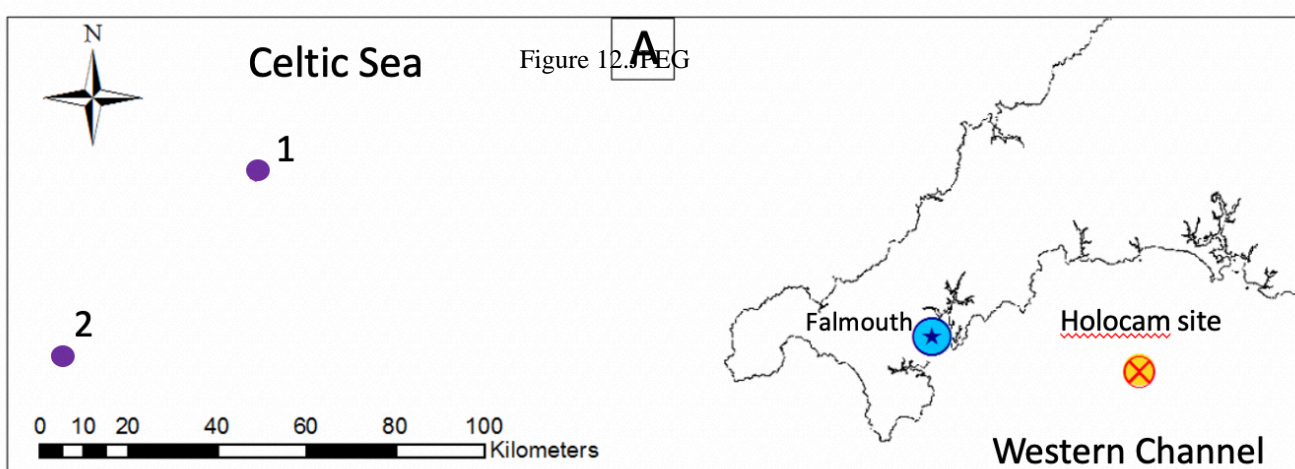 N
Celtic Sea
A
Figure 12.JPEG
1
2
Falmouth
Holocam site
0 10 20 40 60 80 100
Kilometers
Western Channel